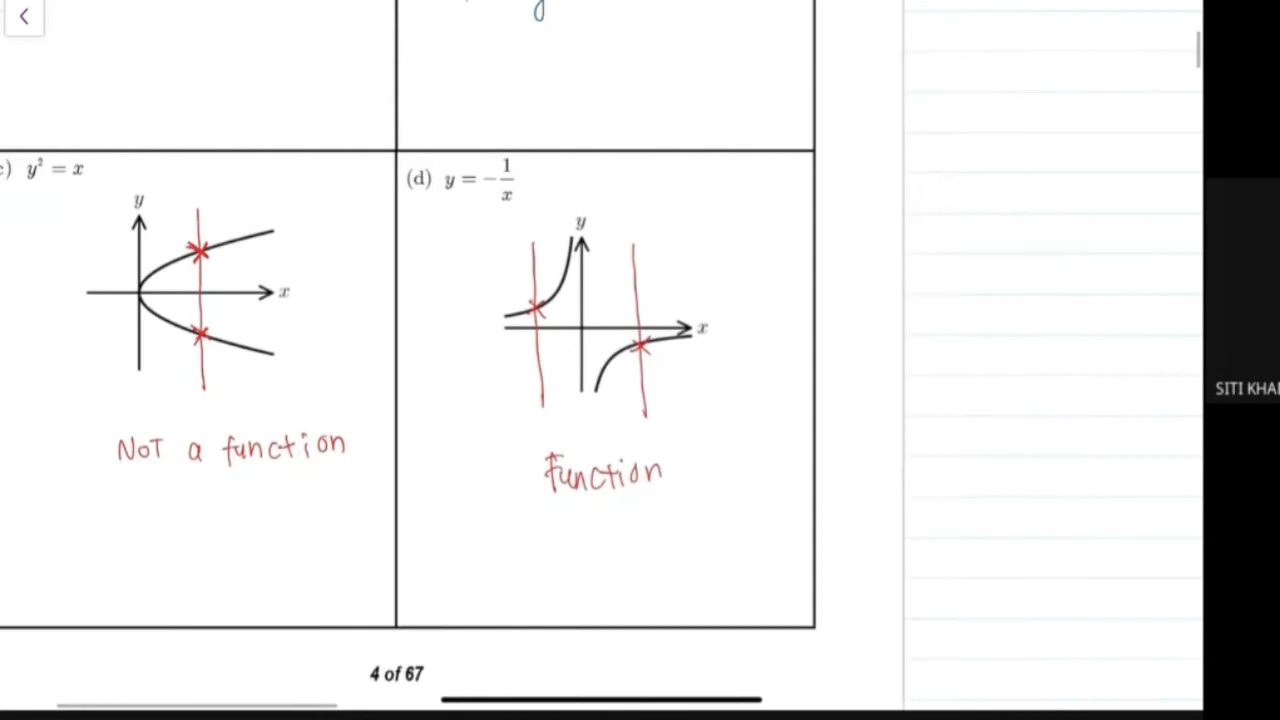 y² = x
(d) y = -1/x
y
x
y
x
NOT a function
Function
4 of 67
SITI KHA